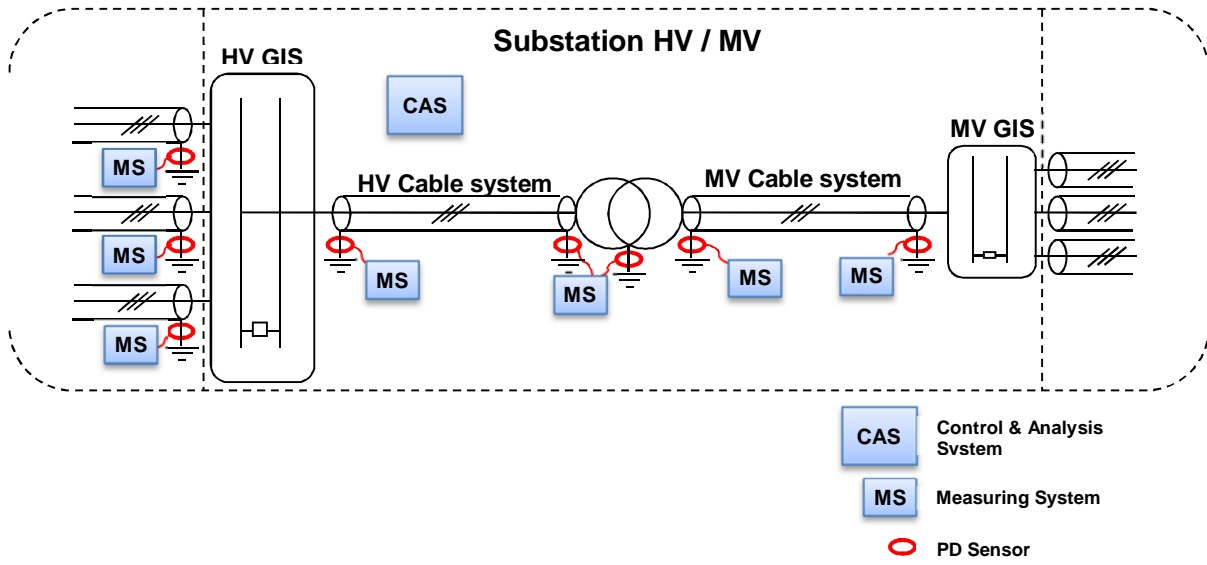 Substation HV / MV
HV GIS
CAS
MV GIS
MS
HV Cable system
MV Cable system
MS
MS
MS
MS
MS
MS
CAS
Control & Analysis
System
MS
Measuring System
PD Sensor